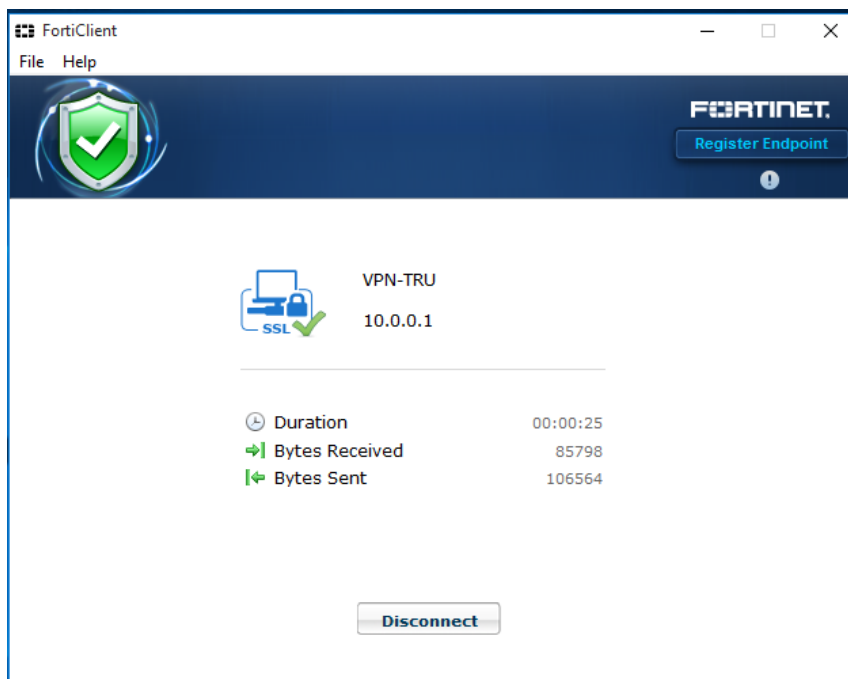 FortiClient
File Help
FORTINET.
Register Endpoint
VPN-TRU
SSL
10.0.0.1
Duration 00:00:25
Bytes Received 85798
Bytes Sent 106564
Disconnect